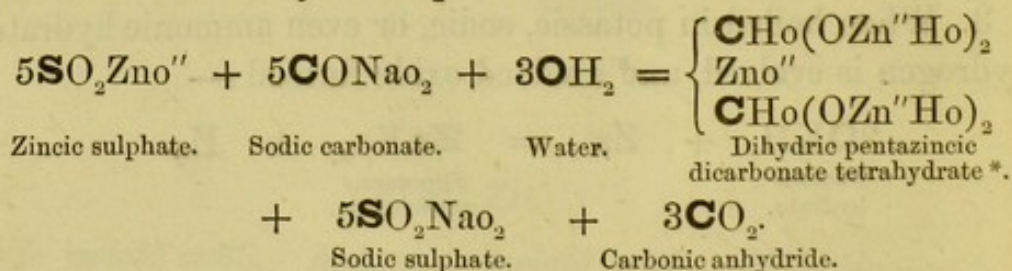 CHo(OZn"Ho)₂
5SO₂Zno" + 5CONao₂ + 3OH₂ = { Zno"
CHo(OZn"Ho)₂
Zincic sulphate. Sodic carbonate. Water. Dihydric pentazincic
dicarbonate tetrahydrate *.
+ 5SO₂Nao₂ + 3CO₂.
Sodic sulphate. Carbonic anhydride.